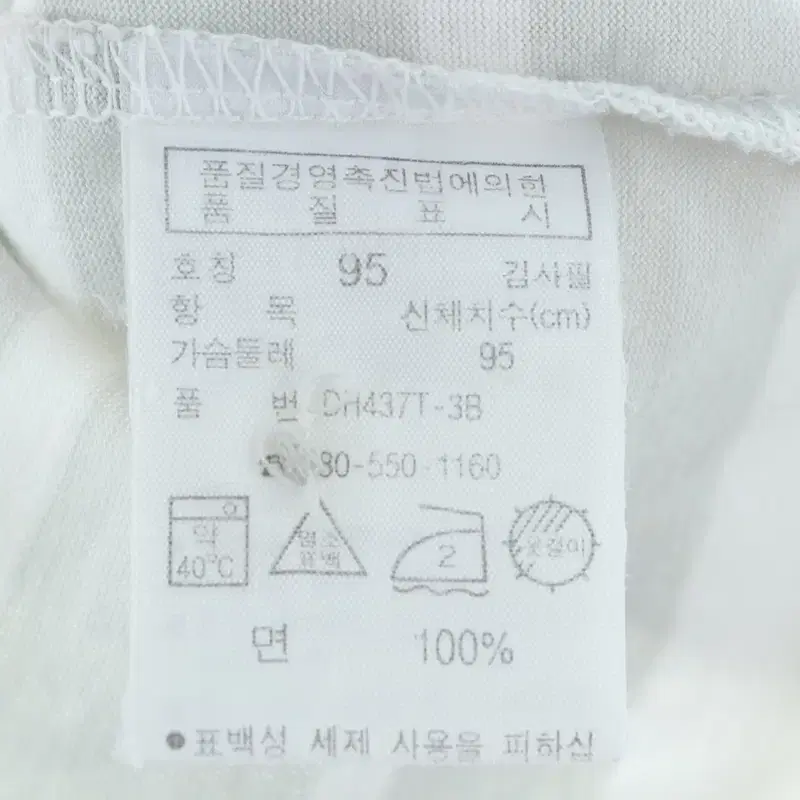 품질경영촉진법에의한
품 질 표 시
호칭 95 김사필
항 목 신체치수(cm)
가슴둘레 95
품 번 DH437T-3B
80-550-1160
약 40°C
염소 표백
2
옷걸이
면 100%
●표백성 세제 사용을 피하십